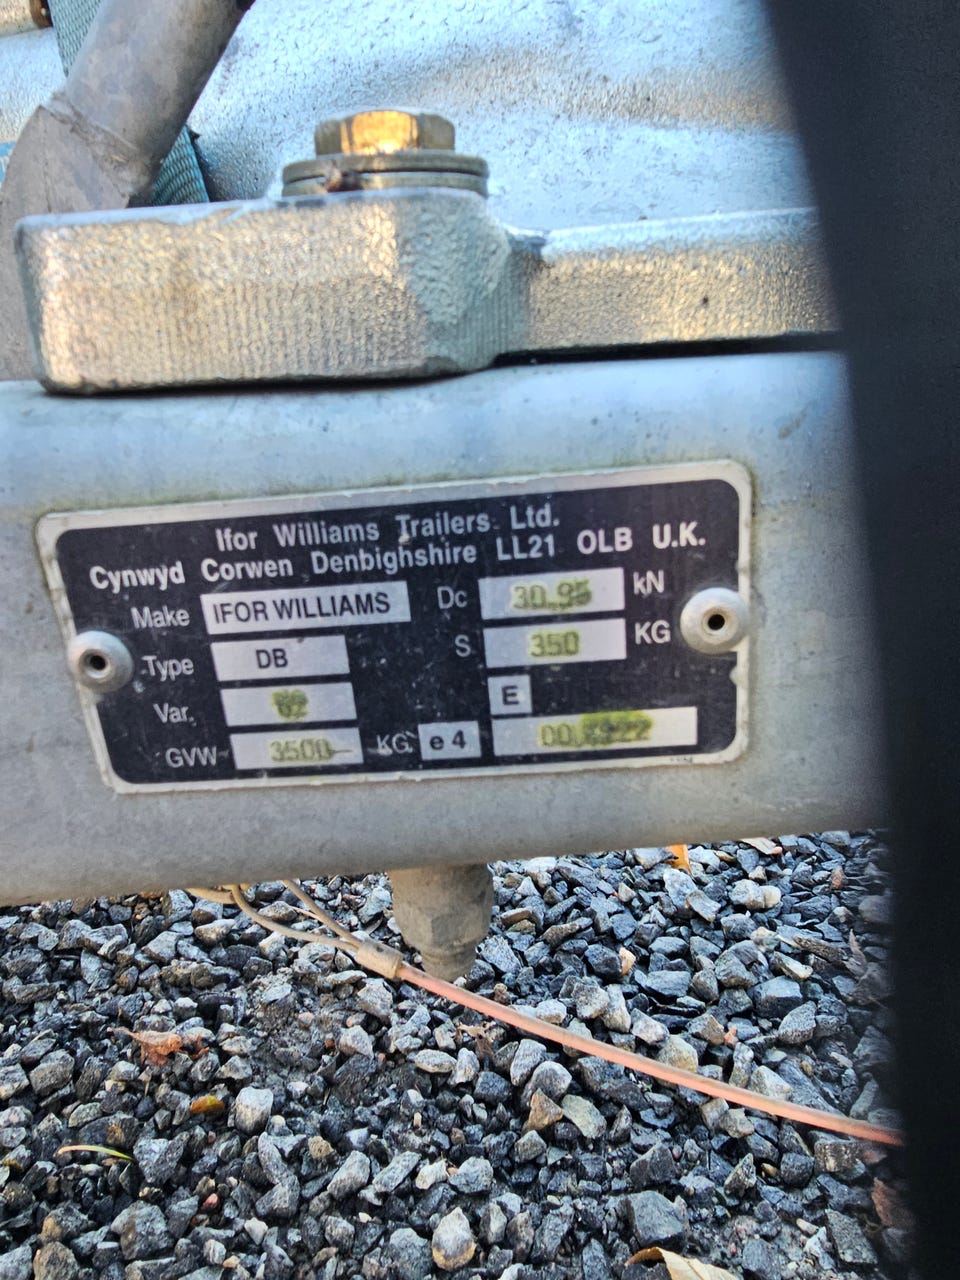 Ifor Williams Trailers Ltd.
Cynwyd Corwen Denbighshire LL21 OLB U.K.
Make IFOR WILLIAMS Dc 30.95 kN
Type DB S 350 KG
Var. E
GVW 3500 KG e4